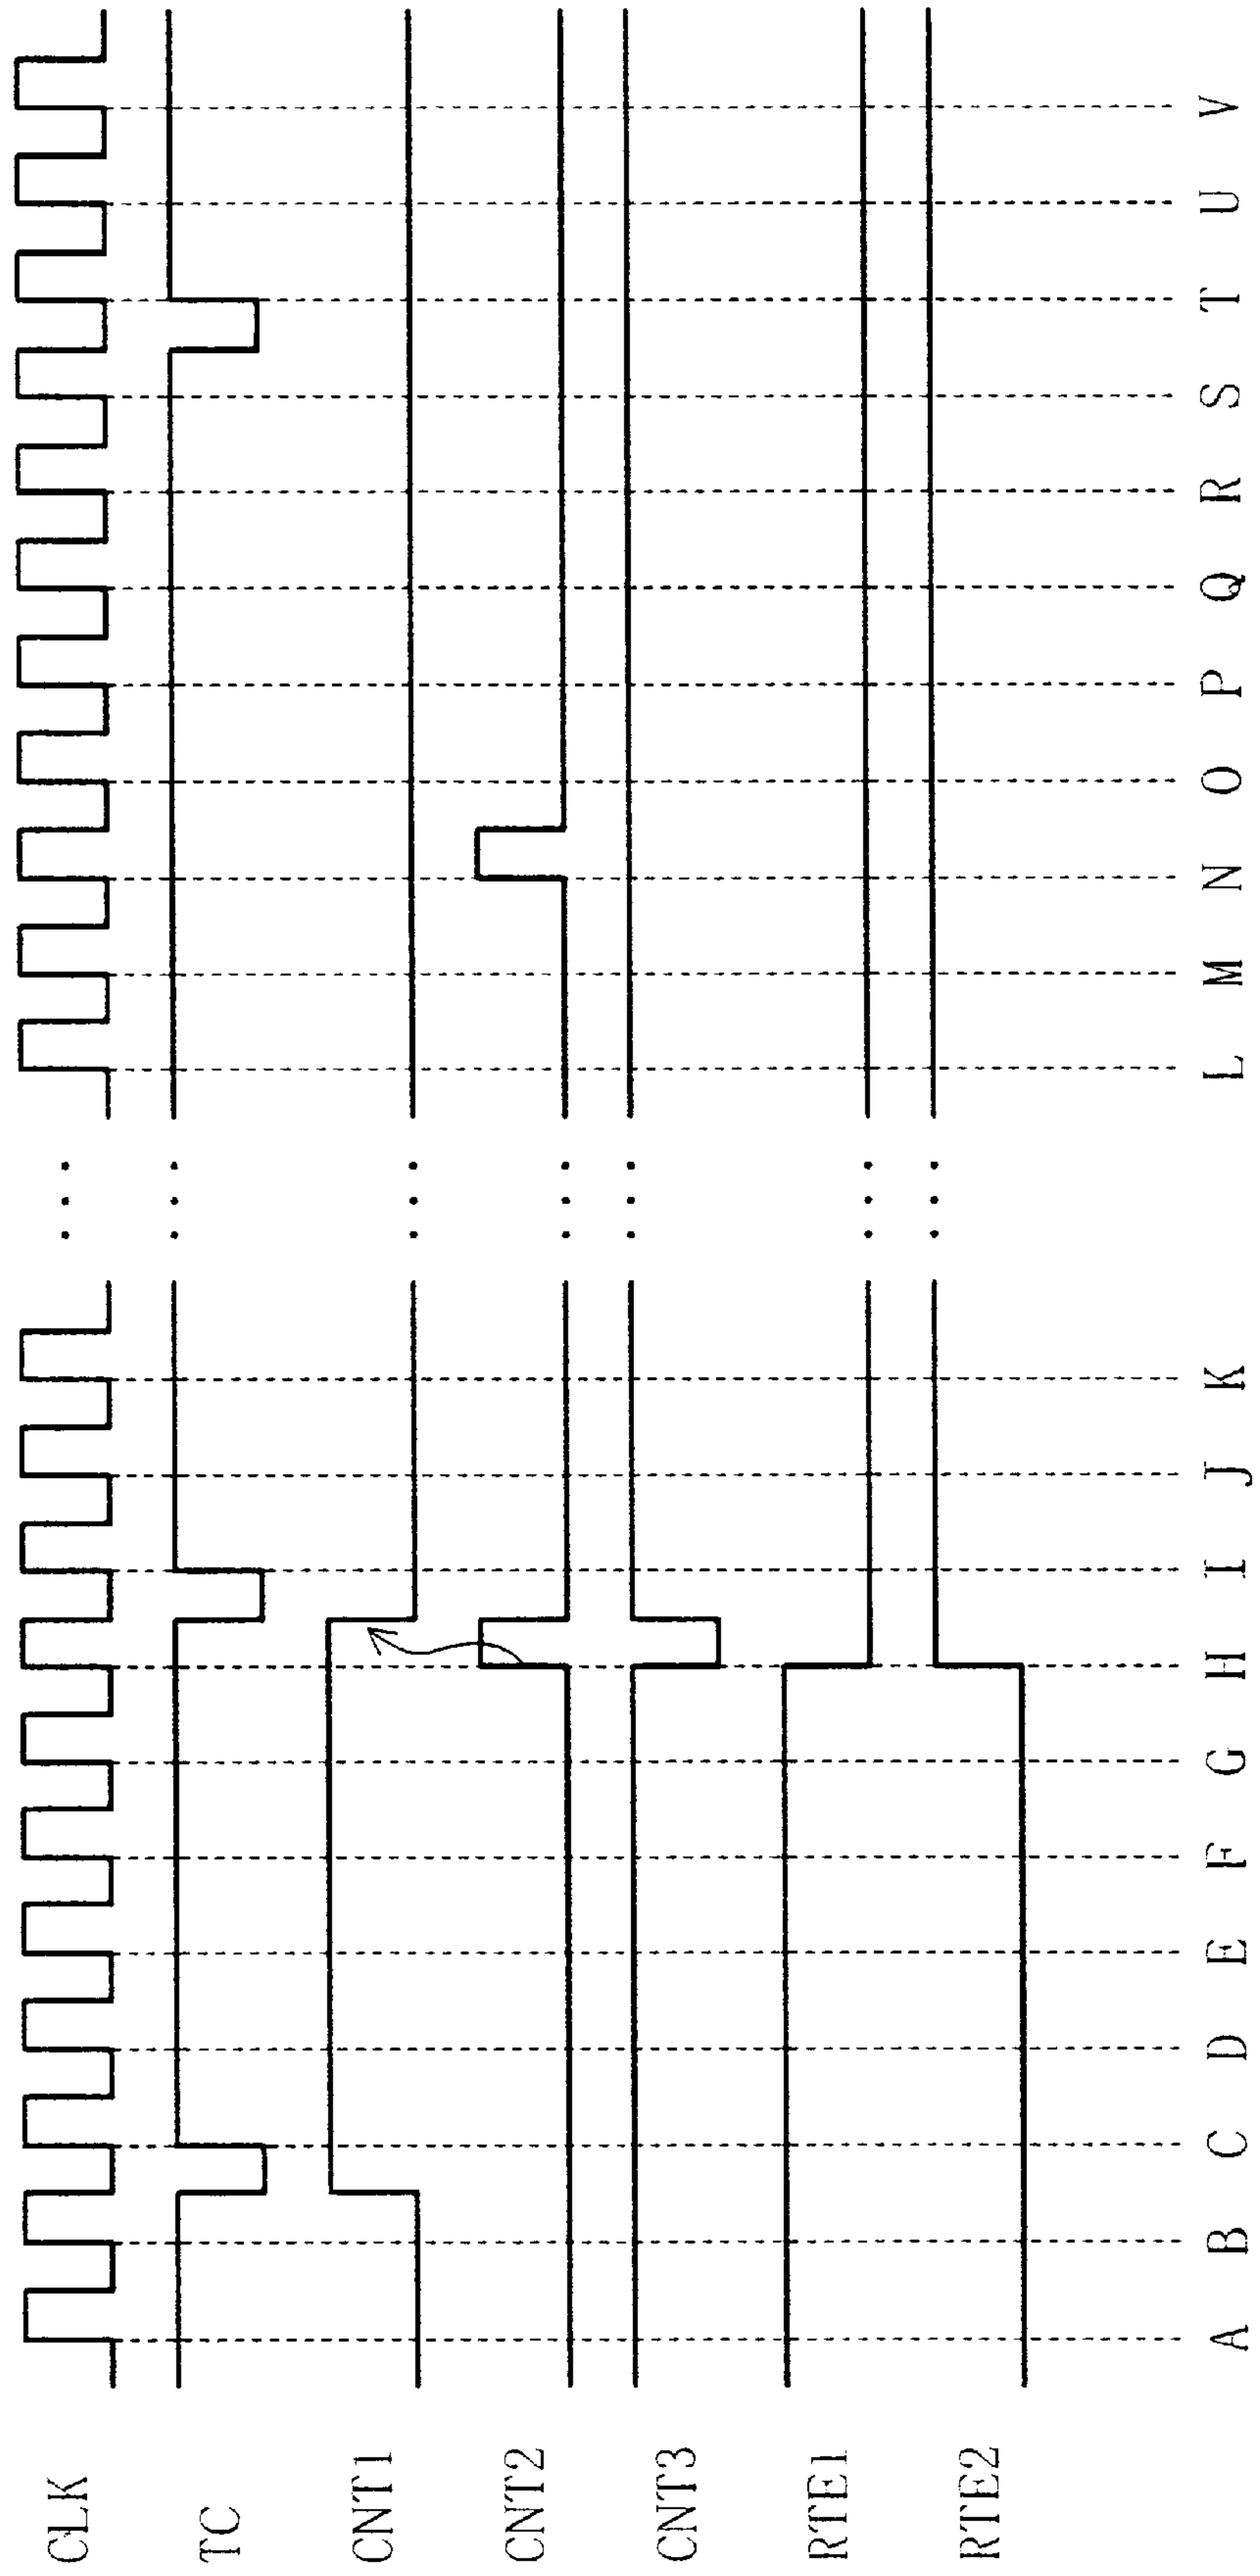 CLK
TC
CNT1
CNT2
CNT3
RTE1
RTE2
A B C D E F G H I J K L M N O P Q R S T U V